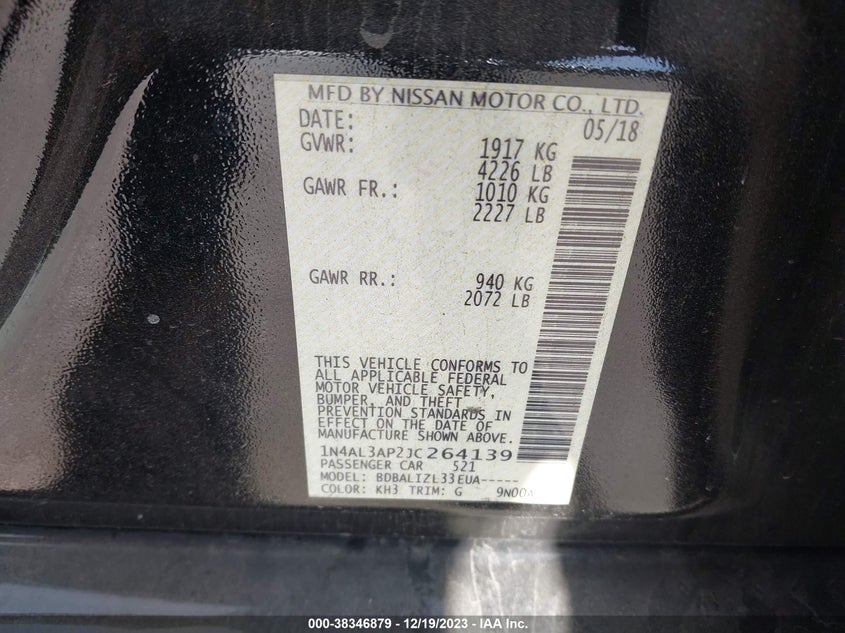 MFD BY NISSAN MOTOR CO., LTD.
DATE: 05/18
GVWR: 1917 KG
4226 LB
GAWR FR.: 1010 KG
2227 LB
GAWR RR.: 940 KG
2072 LB
THIS VEHICLE CONFORMS TO
ALL APPLICABLE FEDERAL
MOTOR VEHICLE SAFETY,
BUMPER, AND THEFT
PREVENTION STANDARDS IN
EFFECT ON THE DATE OF
MANUFACTURE SHOWN ABOVE.
1N4AL3AP2JC264139
PASSENGER CAR 521
MODEL: BDBALIZL33EUA-----
COLOR: KH3 TRIM: G 9N00A
000-38346879 - 12/19/2023 - IAA Inc.